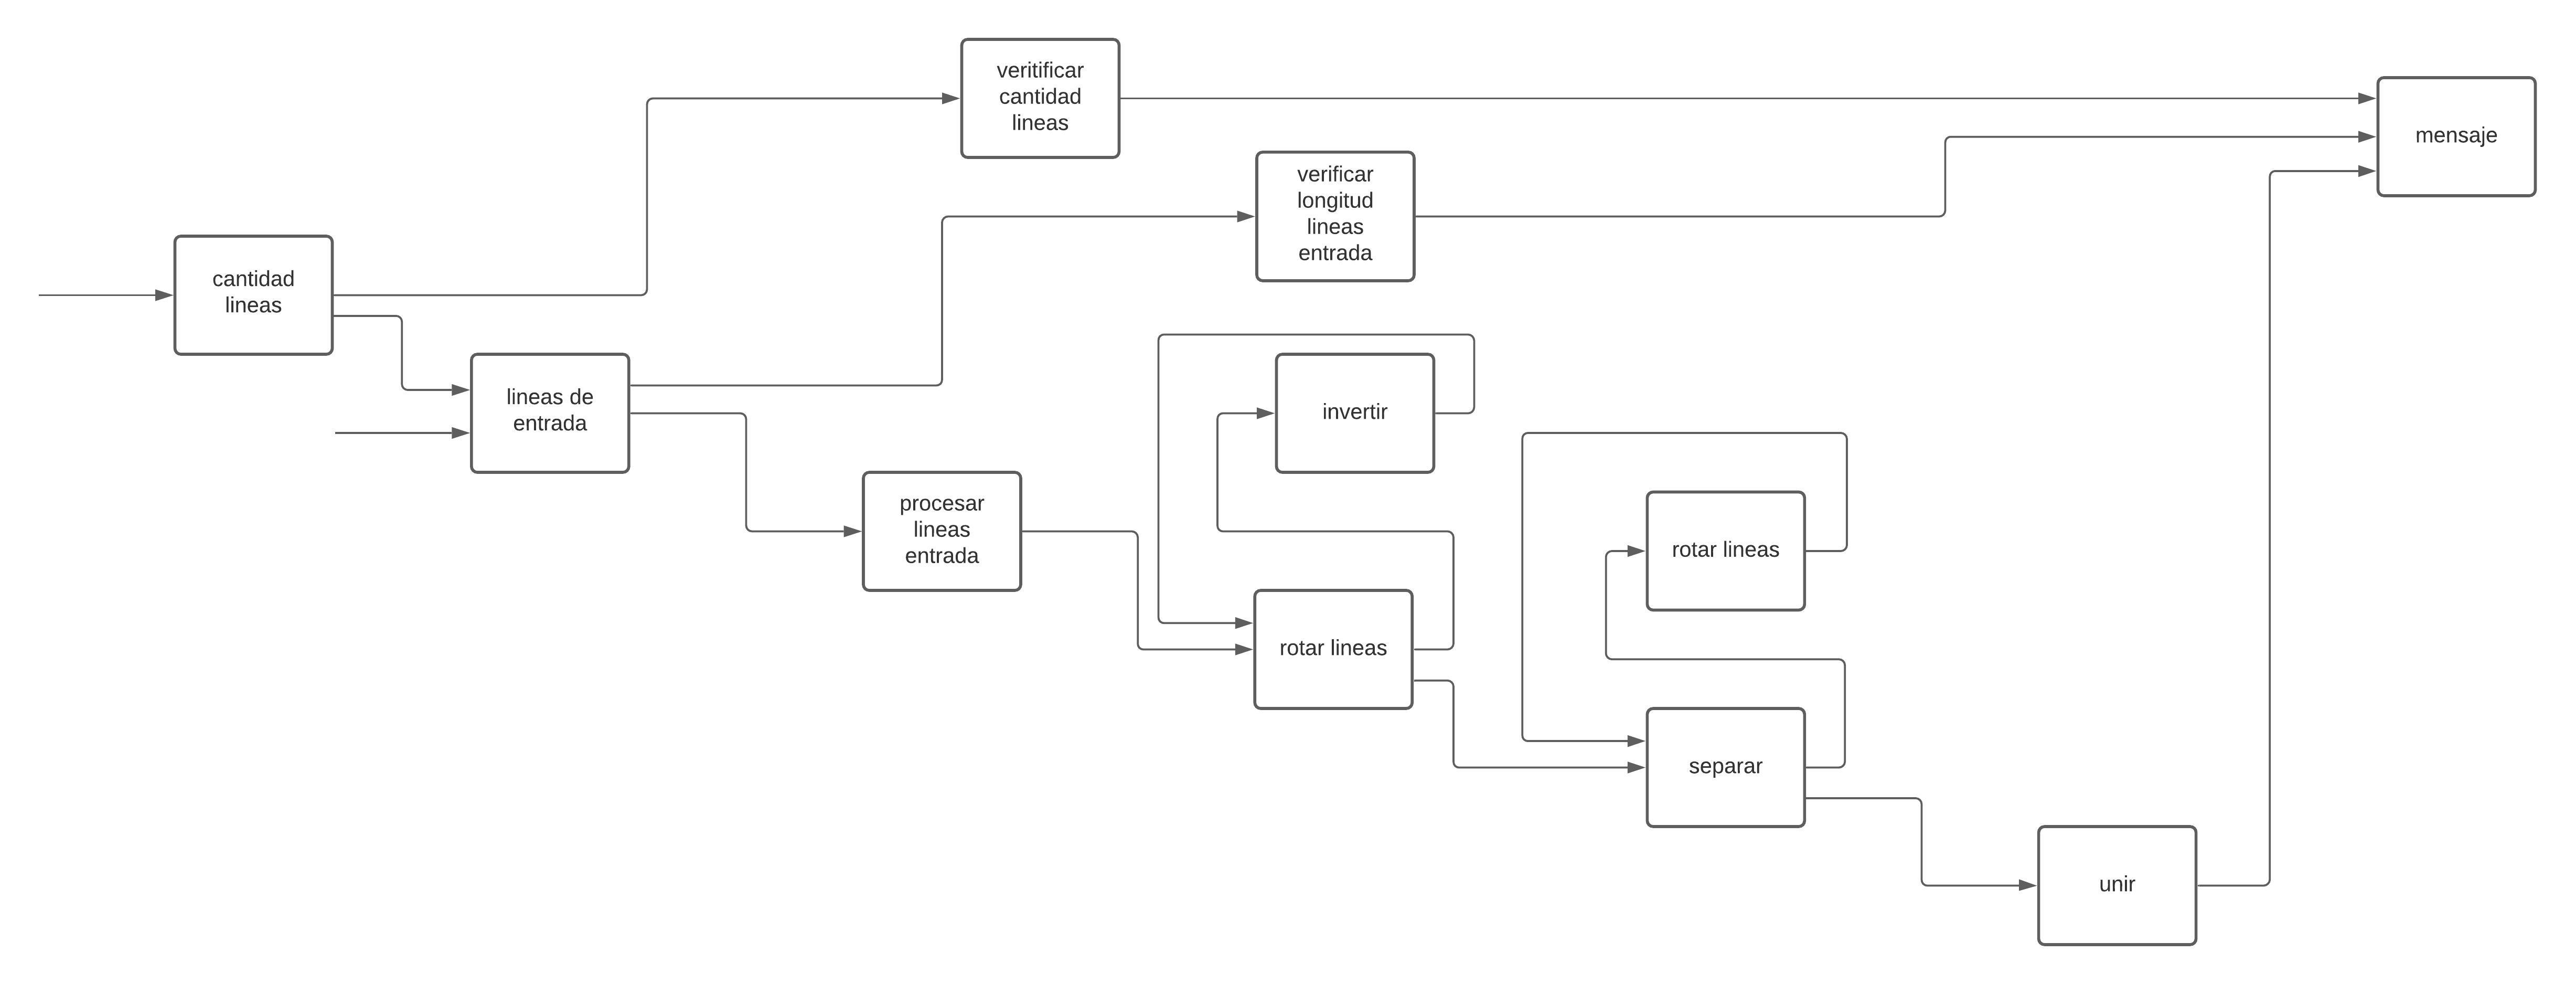 veritificar
cantidad
lineas
mensaje
verificar
longitud
lineas
entrada
cantidad
lineas
lineas de
entrada
invertir
procesar
lineas
entrada
rotar lineas
rotar lineas
separar
unir